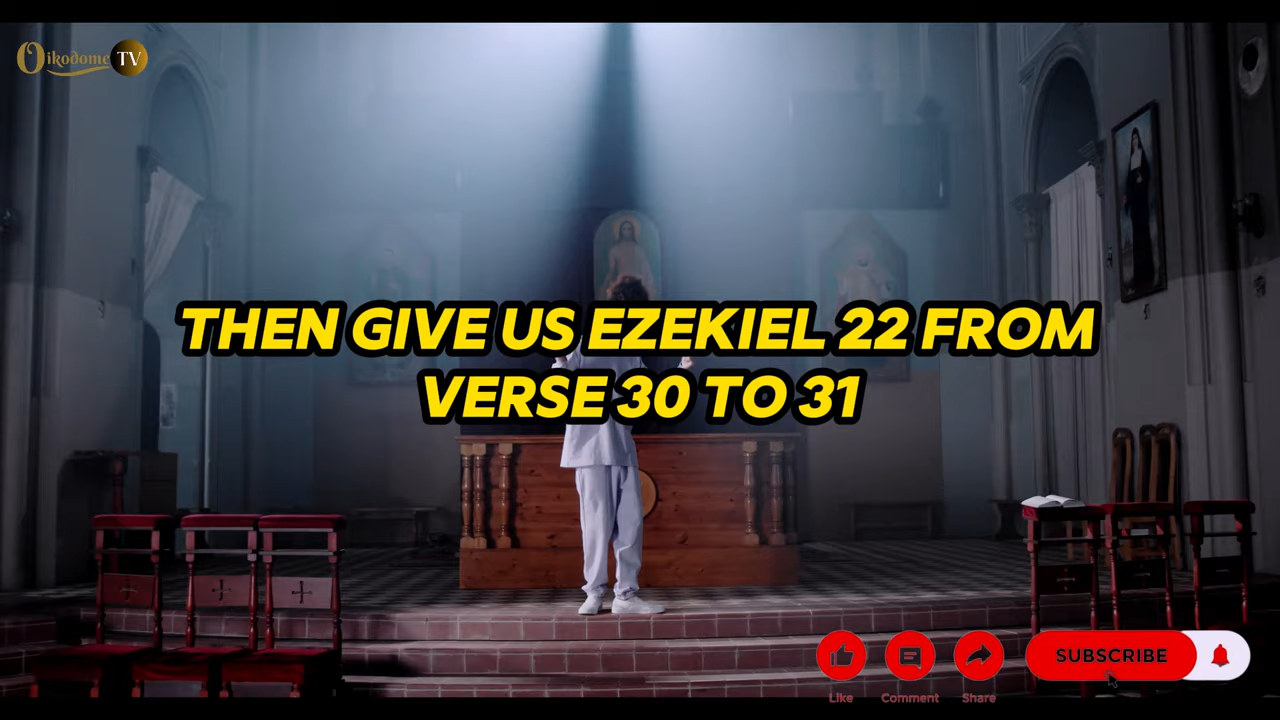 Oikodome TV
THEN GIVE US EZEKIEL 22 FROM
VERSE 30 TO 31
SUBSCRIBE
Like
Comment
Share